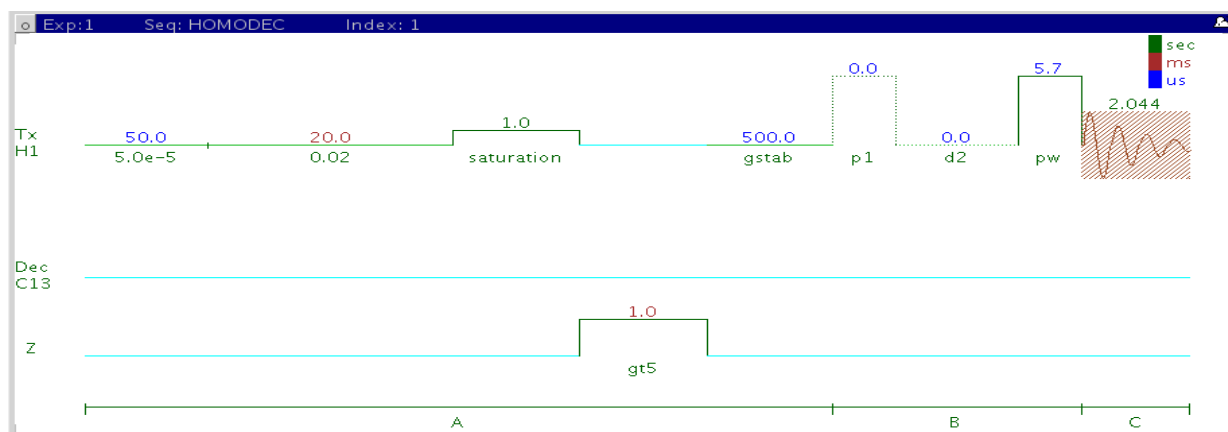 Exp:1 Seq: HOMODEC Index: 1
sec
ms
us
0.0 5.7
2.044
Tx
H1
50.0 20.0 1.0 500.0 0.0
5.0e-5 0.02 saturation gstab p1 d2 pw
Dec
C13
1.0
Z
gt5
A B C